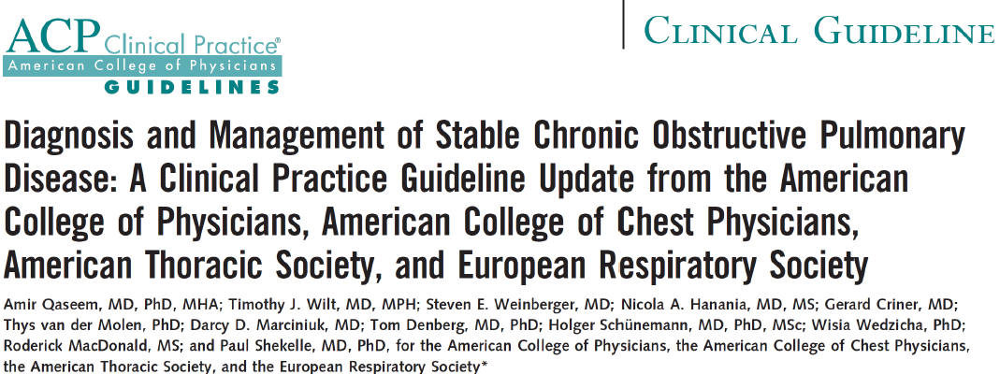 ACP Clinical Practice®
American College of Physicians
GUIDELINES
CLINICAL GUIDELINE
Diagnosis and Management of Stable Chronic Obstructive Pulmonary
Disease: A Clinical Practice Guideline Update from the American
College of Physicians, American College of Chest Physicians,
American Thoracic Society, and European Respiratory Society
Amir Qaseem, MD, PhD, MHA; Timothy J. Wilt, MD, MPH; Steven E. Weinberger, MD; Nicola A. Hanania, MD, MS; Gerard Criner, MD;
Thys van der Molen, PhD; Darcy D. Marciniuk, MD; Tom Denberg, MD, PhD; Holger Schünemann, MD, PhD, MSc; Wisia Wedzicha, PhD;
Roderick MacDonald, MS; and Paul Shekelle, MD, PhD, for the American College of Physicians, the American College of Chest Physicians,
the American Thoracic Society, and the European Respiratory Society*